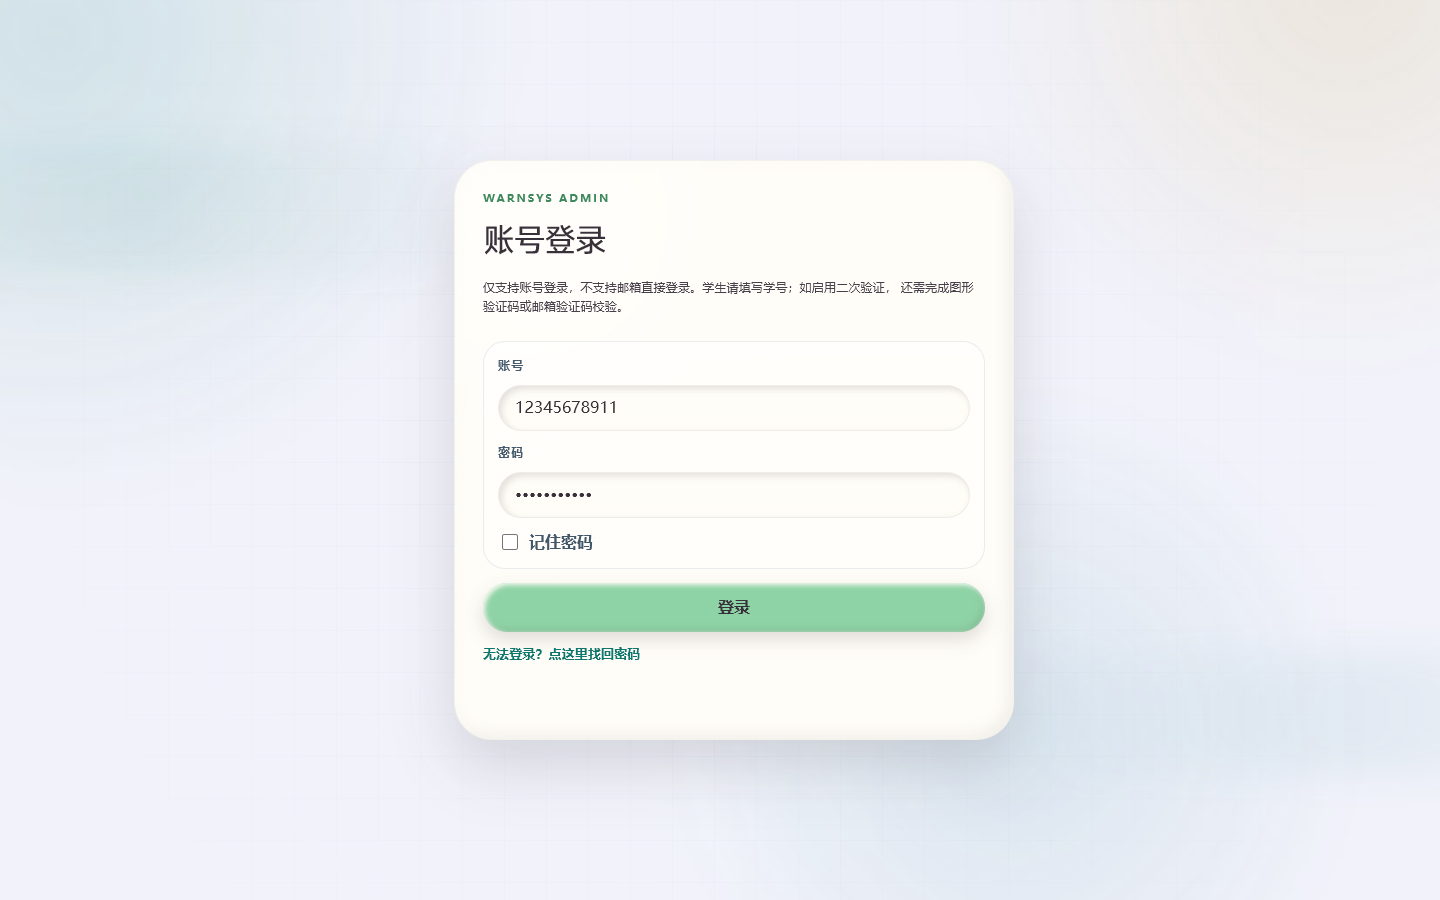 WARNSYS ADMIN
账号登录
仅支持账号登录，不支持邮箱直接登录。学生请填写学号；如启用二次验证， 还需完成图形
验证码或邮箱验证码校验。
账号
12345678911
密码
•••••••••••
记住密码
登录
无法登录？点这里找回密码